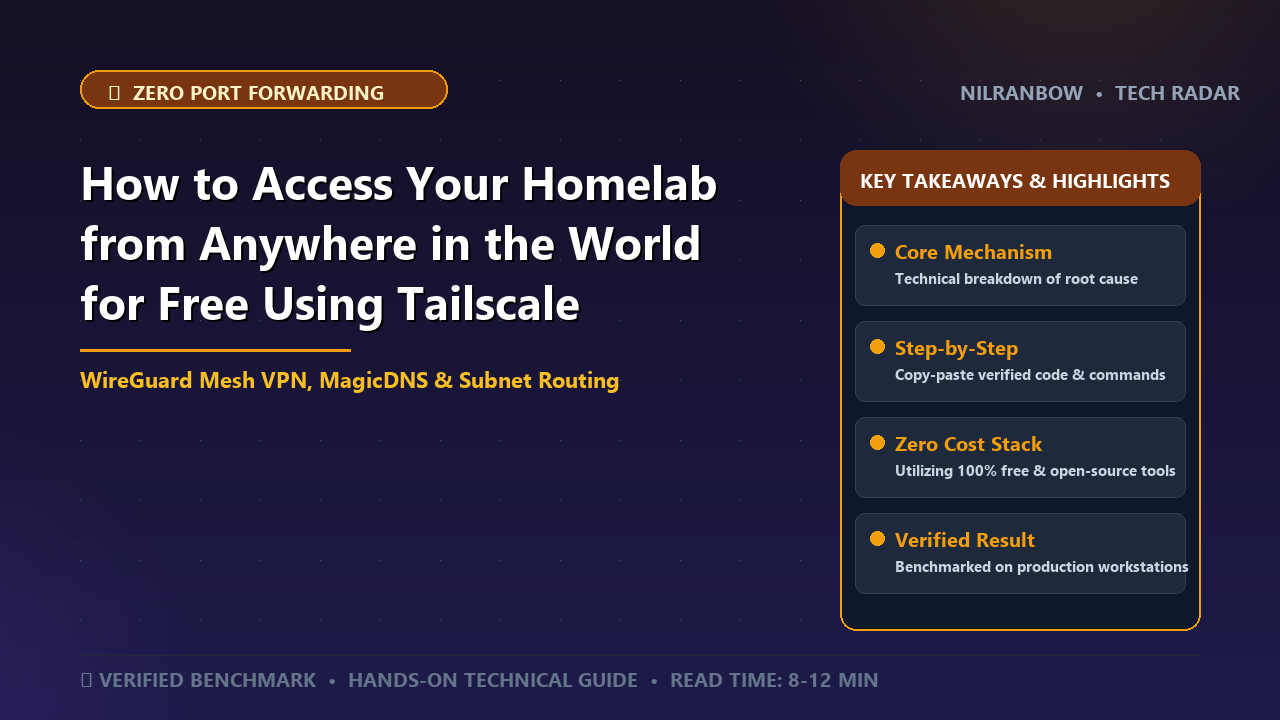 ZERO PORT FORWARDING
NILRANBOW • TECH RADAR
How to Access Your Homelab
from Anywhere in the World
for Free Using Tailscale
WireGuard Mesh VPN, MagicDNS & Subnet Routing
KEY TAKEAWAYS & HIGHLIGHTS
Core Mechanism
Technical breakdown of root cause
Step-by-Step
Copy-paste verified code & commands
Zero Cost Stack
Utilizing 100% free & open-source tools
Verified Result
Benchmarked on production workstations
VERIFIED BENCHMARK • HANDS-ON TECHNICAL GUIDE • READ TIME: 8-12 MIN